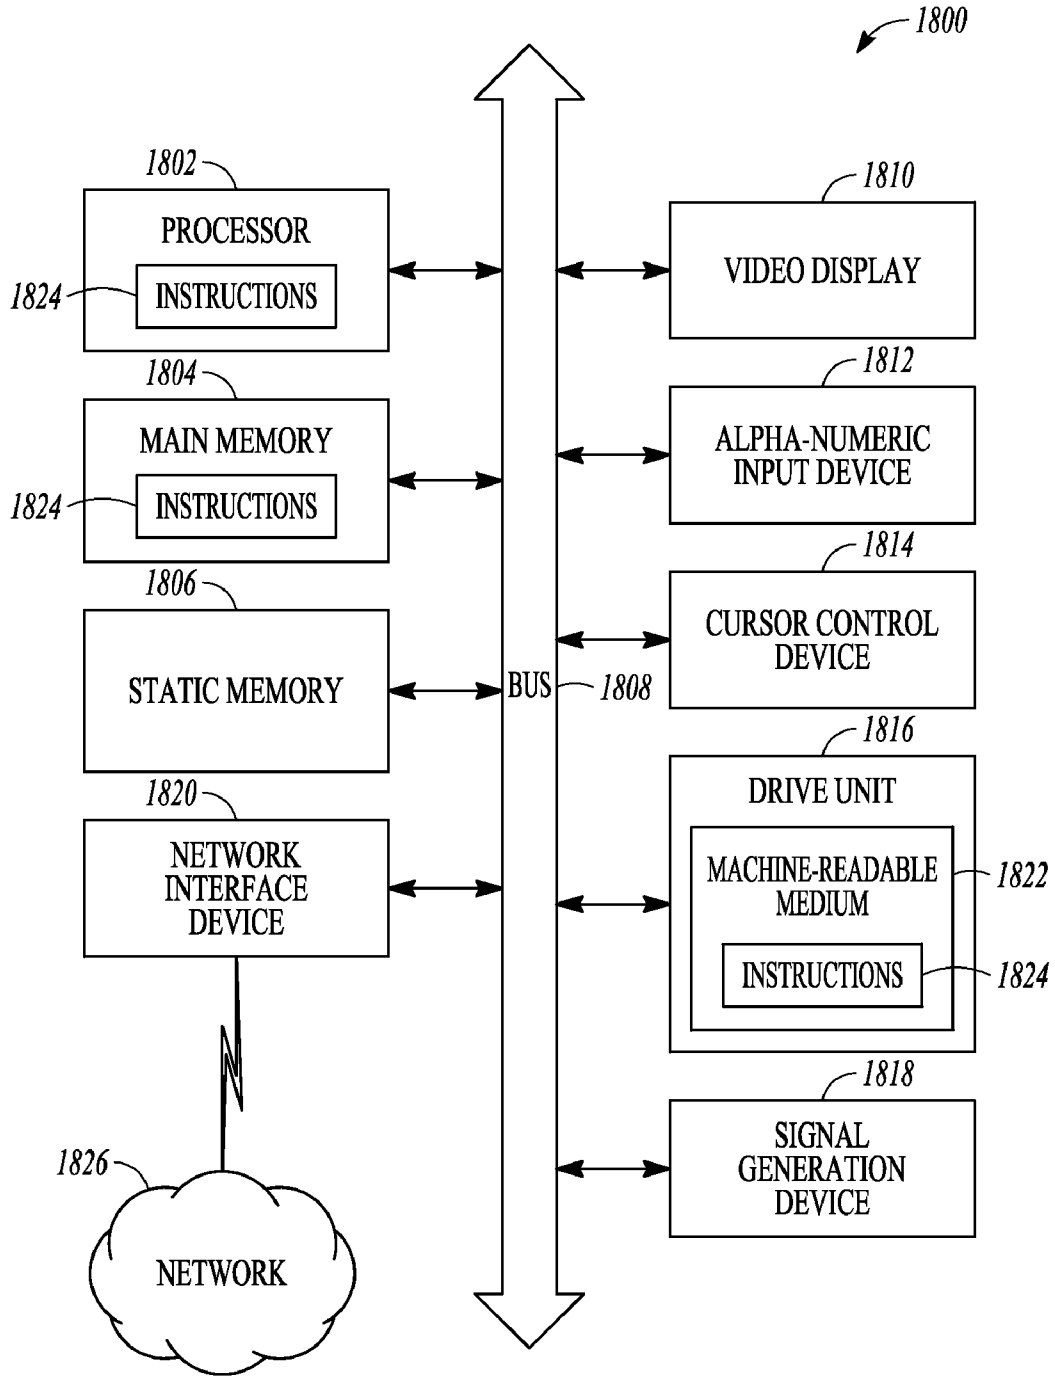 1800
1802
PROCESSOR
1824
INSTRUCTIONS
1804
MAIN MEMORY
1824
INSTRUCTIONS
1806
STATIC MEMORY
1820
NETWORK
INTERFACE
DEVICE
1826
NETWORK
BUS
1808
1810
VIDEO DISPLAY
1812
ALPHA-NUMERIC
INPUT DEVICE
1814
CURSOR CONTROL
DEVICE
1816
DRIVE UNIT
MACHINE-READABLE
MEDIUM
1822
INSTRUCTIONS
1824
1818
SIGNAL
GENERATION
DEVICE